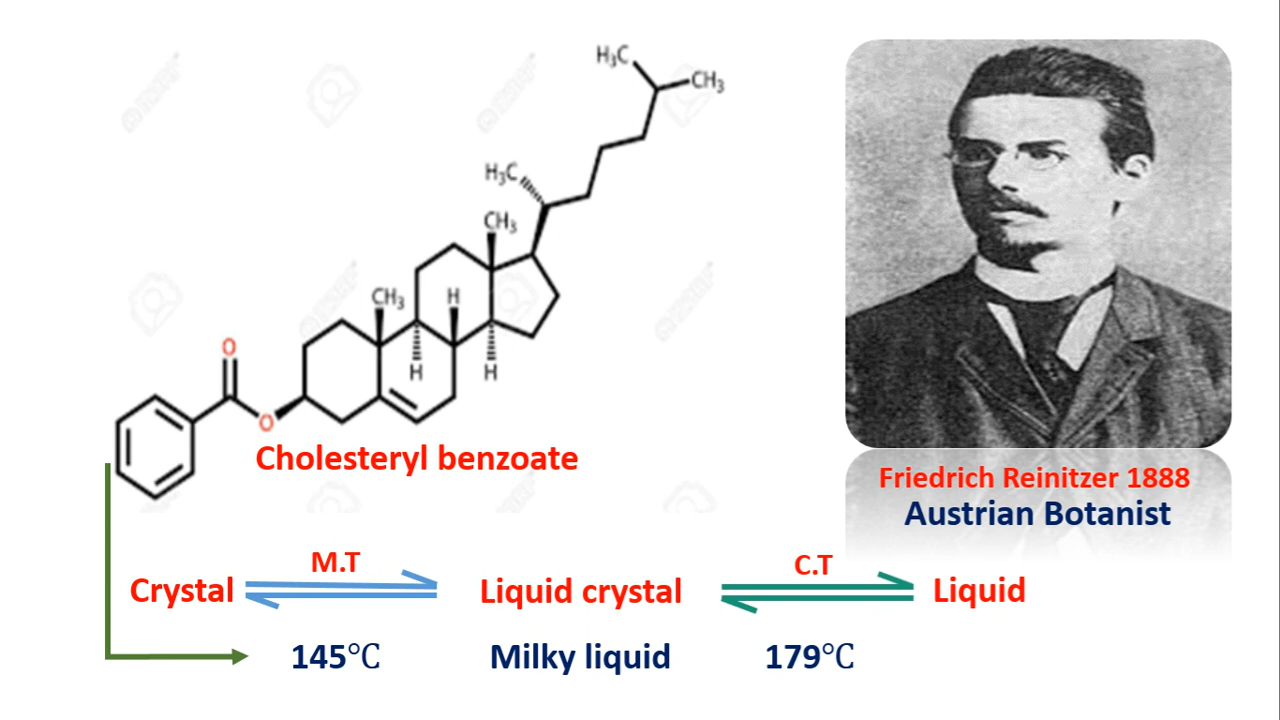 H₃C
CH₃
H₃C
CH₃
CH₃
H
H
H
O
O
Cholesteryl benzoate
Friedrich Reinitzer 1888
Austrian Botanist
M.T
C.T
Crystal
Liquid crystal
Liquid
145℃
Milky liquid
179℃